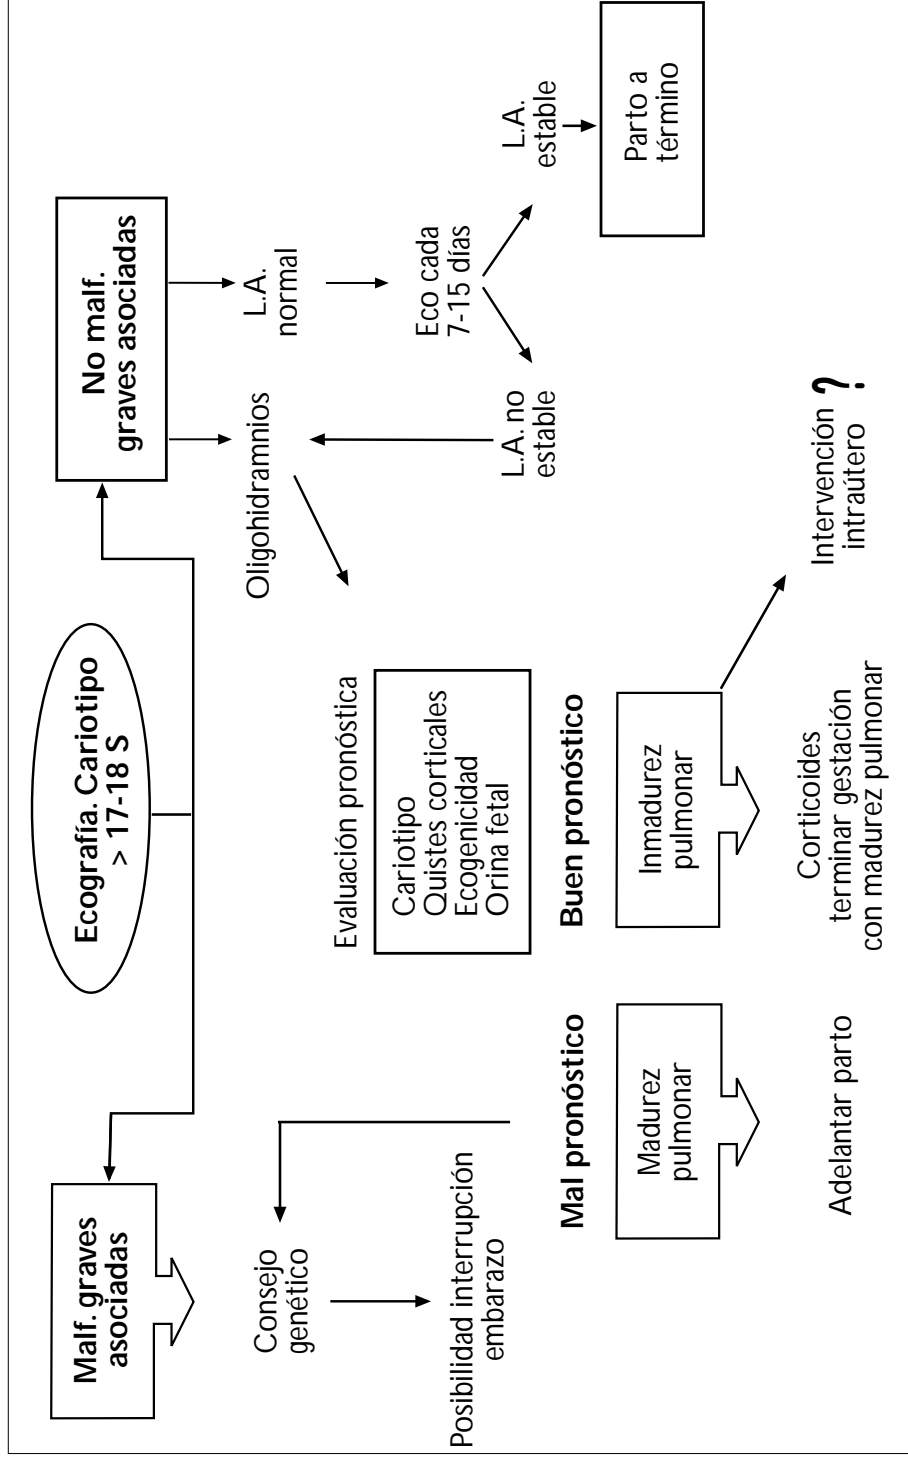 Ecografía. Cariotipo
> 17-18 S
Malf. graves
asociadas
No malf.
graves asociadas
Consejo
genético
Posibilidad interrupción
embarazo
Oligohidramnios
L.A.
normal
Evaluación pronóstica
Cariotipo
Quistes corticales
Ecogenicidad
Orina fetal
Eco cada
7-15 días
L.A. no
estable
L.A.
estable
Parto a
término
Mal pronóstico
Buen pronóstico
Madurez
pulmonar
Inmadurez
pulmonar
Adelantar parto
Corticoides
terminar gestación
con madurez pulmonar
Intervención
intraútero ?